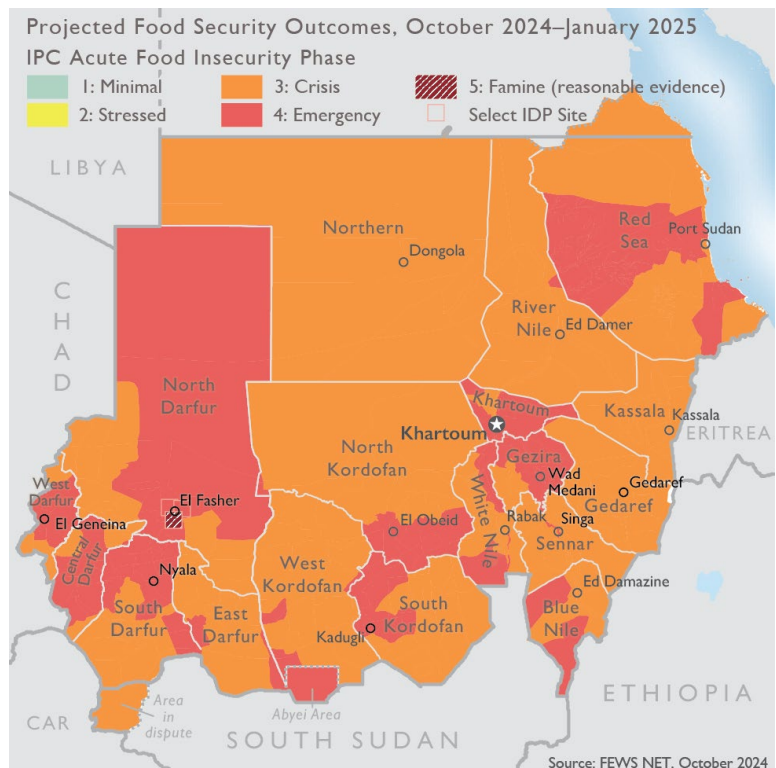 Projected Food Security Outcomes, October 2024–January 2025
IPC Acute Food Insecurity Phase
1: Minimal
3: Crisis
5: Famine (reasonable evidence)
2: Stressed
4: Emergency
Select IDP Site
LIBYA
Northern
Dongola
Red
Sea
Port Sudan
CHAD
River
Nile
Ed Damer
North
Darfur
Khartoum
Khartoum
Kassala
Kassala
ERITREA
North
Kordofan
Gezira
Wad
Medani
Gedaref
Gedaref
West
Darfur
El Geneina
El Fasher
El Obeid
White Nile
Rabak
Singa
Sennar
Central
Darfur
Nyala
West
Kordofan
South
Darfur
East
Darfur
South
Kordofan
Kadugli
Ed Damazine
Blue
Nile
Abyei Area
Area
in
dispute
CAR
SOUTH SUDAN
ETHIOPIA
Source: FEWS NET, October 2024